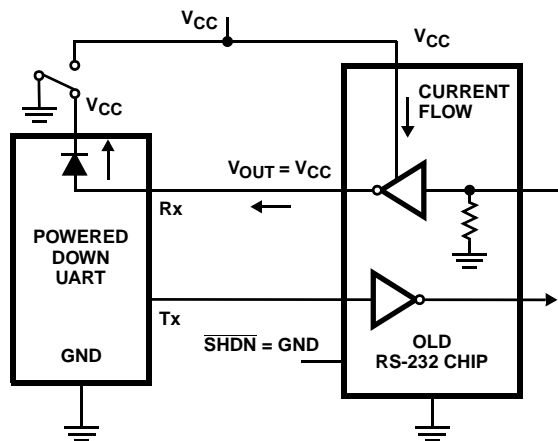 VCC
VCC
VCC
CURRENT
FLOW
VOUT = VCC
Rx
POWERED
DOWN
UART
Tx
GND
SHDN = GND
OLD
RS-232 CHIP